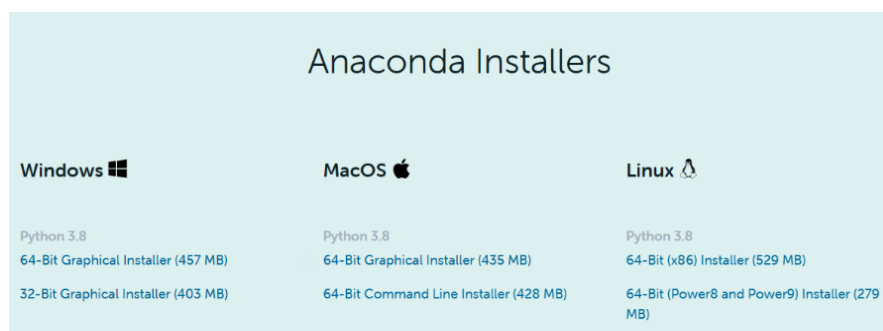 Anaconda Installers
Windows
MacOS
Linux
Python 3.8
64-Bit Graphical Installer (457 MB)
32-Bit Graphical Installer (403 MB)
Python 3.8
64-Bit Graphical Installer (435 MB)
64-Bit Command Line Installer (428 MB)
Python 3.8
64-Bit (x86) Installer (529 MB)
64-Bit (Power8 and Power9) Installer (279
MB)